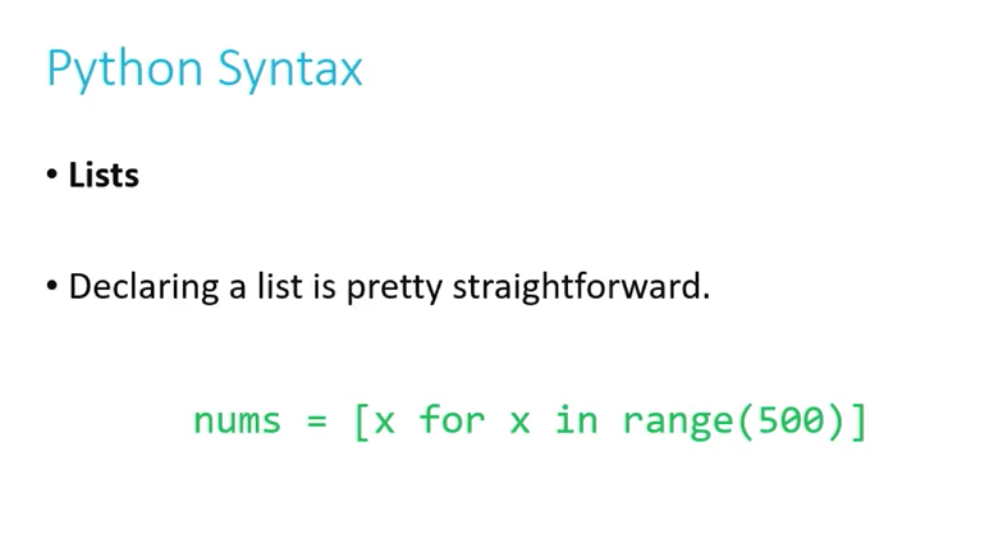 Python Syntax
• Lists
• Declaring a list is pretty straightforward.
nums = [x for x in range(500)]